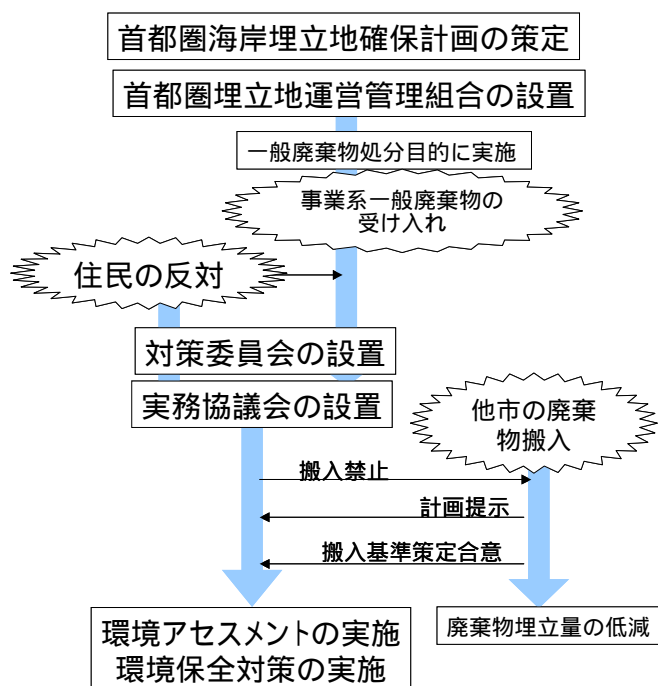 首都圏海岸埋立地確保計画の策定
首都圏埋立地運営管理組合の設置
一般廃棄物処分目的に実施
事業系一般廃棄物の
受け入れ
住民の反対
対策委員会の設置
実務協議会の設置
他市の廃棄
物搬入
搬入禁止
計画提示
搬入基準策定合意
環境アセスメントの実施
環境保全対策の実施
廃棄物埋立量の低減